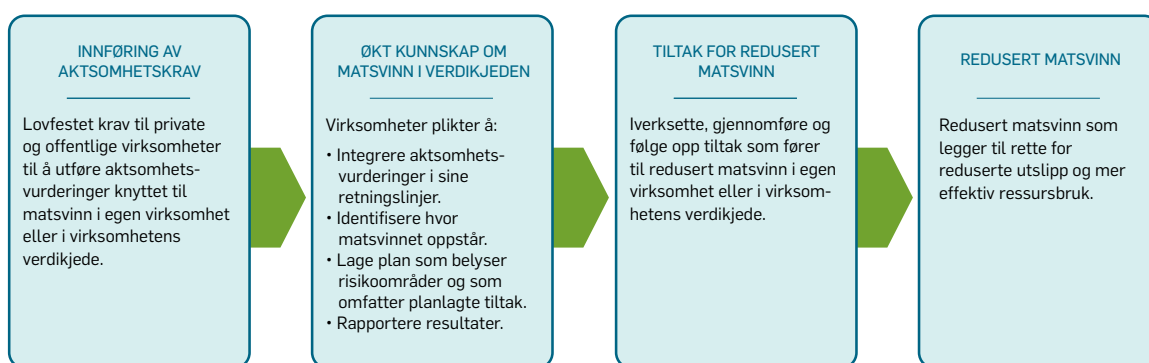 INNFØRING AV
AKTSOMHETSKRAV
Lovfestet krav til private
og offentlige virksomheter
til å utføre aktsomhets-
vurderinger knyttet til
matsvinn i egen virksomhet
eller i virksomhetens
verdikjede.
ØKT KUNNSKAP OM
MATSVINN I VERDIKJEDEN
Virksomheter plikter å:
• Integrere aktsomhets-
vurderinger i sine
retningslinjer.
• Identifisere hvor
matsvinnet oppstår.
• Lage plan som belyser
risikoområder og som
omfatter planlagte tiltak.
• Rapportere resultater.
TILTAK FOR REDUSERT
MATSVINN
Iverksette, gjennomføre og
følge opp tiltak som fører
til redusert matsvinn i egen
virksomhet eller i virksom-
hetens verdikjede.
REDUSERT MATSVINN
Redusert matsvinn som
legger til rette for
reduserte utslipp og mer
effektiv ressursbruk.